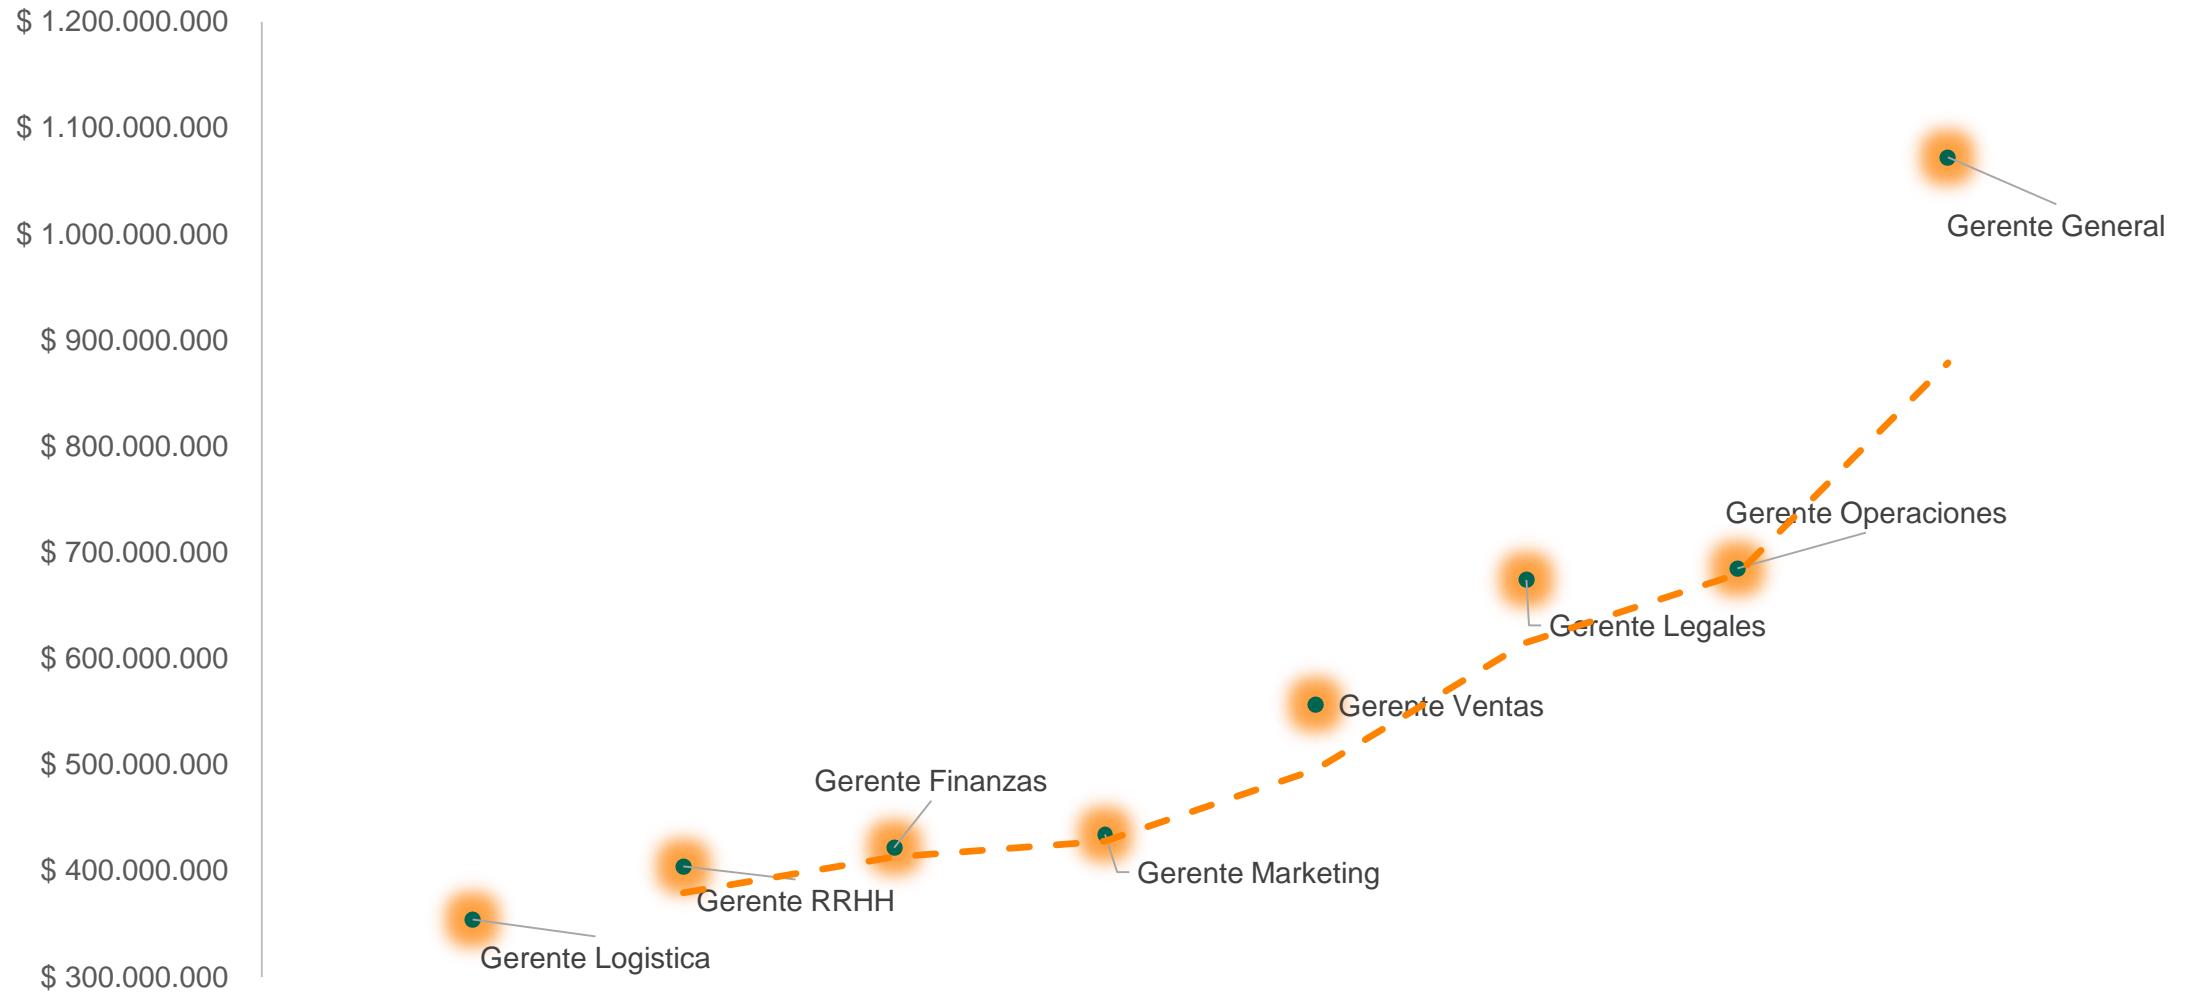 $ 1.200.000.000
$ 1.100.000.000
$ 1.000.000.000
$ 900.000.000
$ 800.000.000
$ 700.000.000
$ 600.000.000
$ 500.000.000
$ 400.000.000
$ 300.000.000
Gerente General
Gerente Operaciones
Gerente Legales
Gerente Ventas
Gerente Finanzas
Gerente Marketing
Gerente RRHH
Gerente Logistica